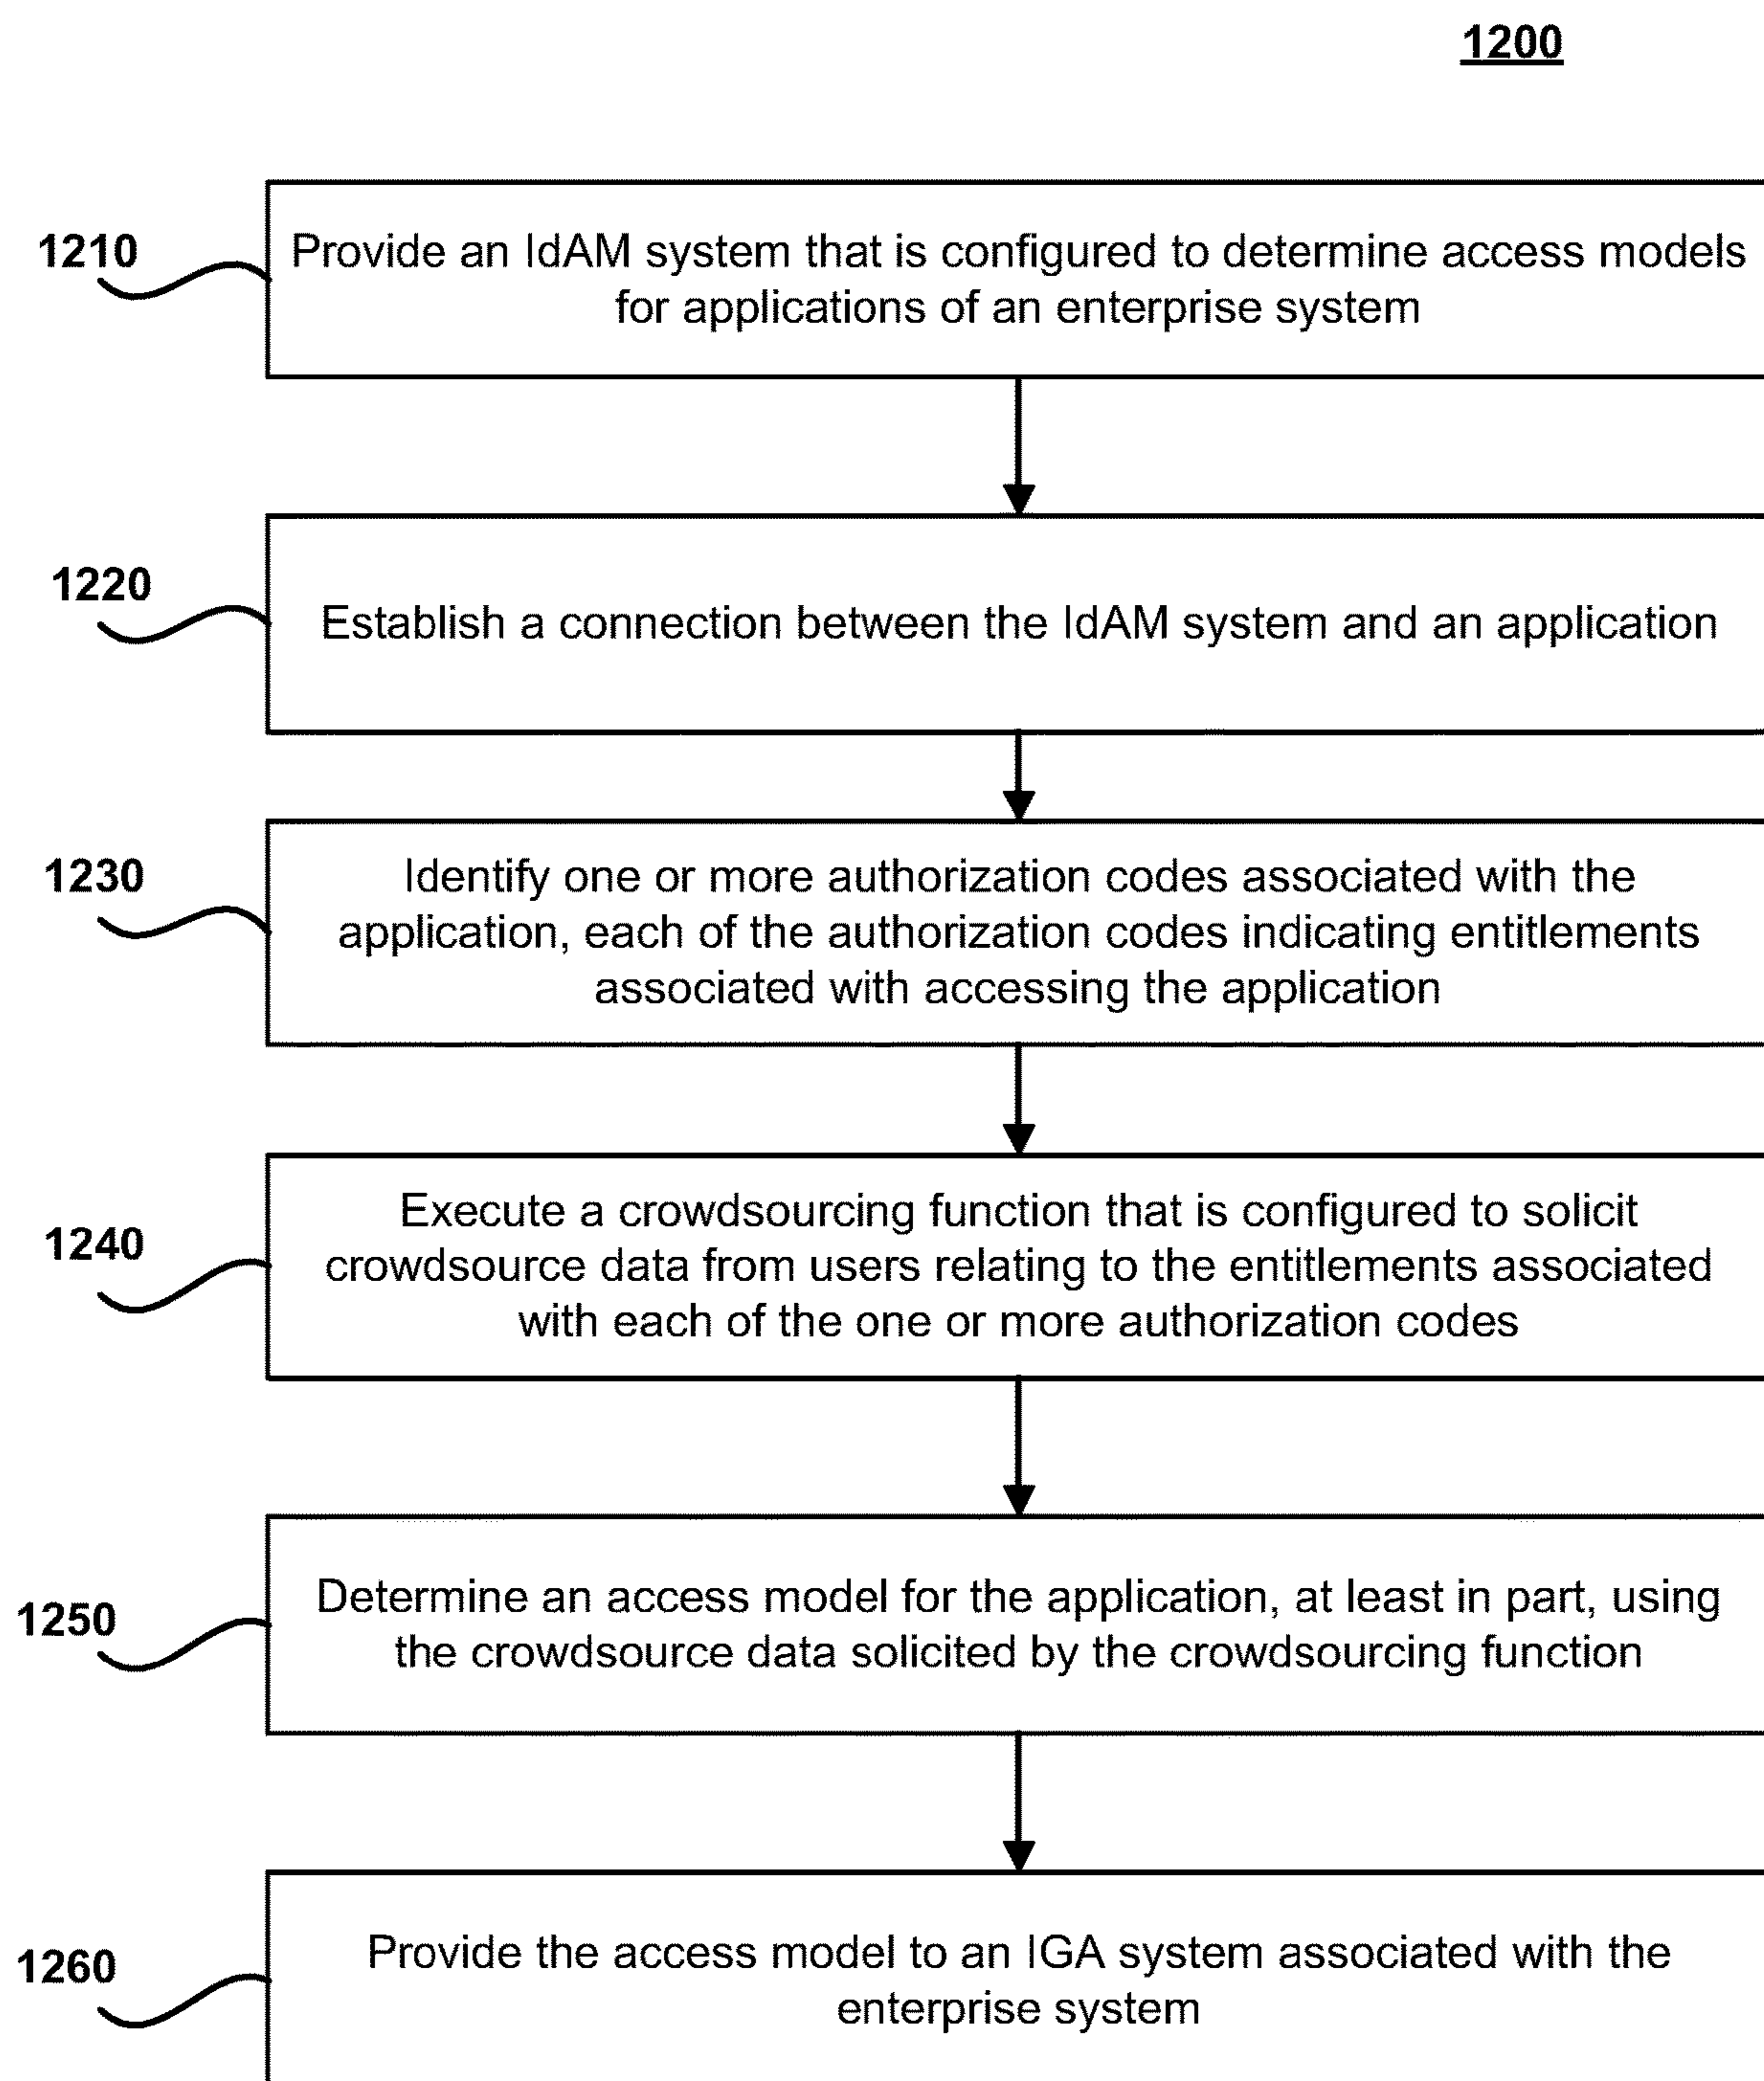 1200
1210
Provide an IdAM system that is configured to determine access models
for applications of an enterprise system
1220
Establish a connection between the IdAM system and an application
1230
Identify one or more authorization codes associated with the
application, each of the authorization codes indicating entitlements
associated with accessing the application
1240
Execute a crowdsourcing function that is configured to solicit
crowdsource data from users relating to the entitlements associated
with each of the one or more authorization codes
1250
Determine an access model for the application, at least in part, using
the crowdsource data solicited by the crowdsourcing function
1260
Provide the access model to an IGA system associated with the
enterprise system